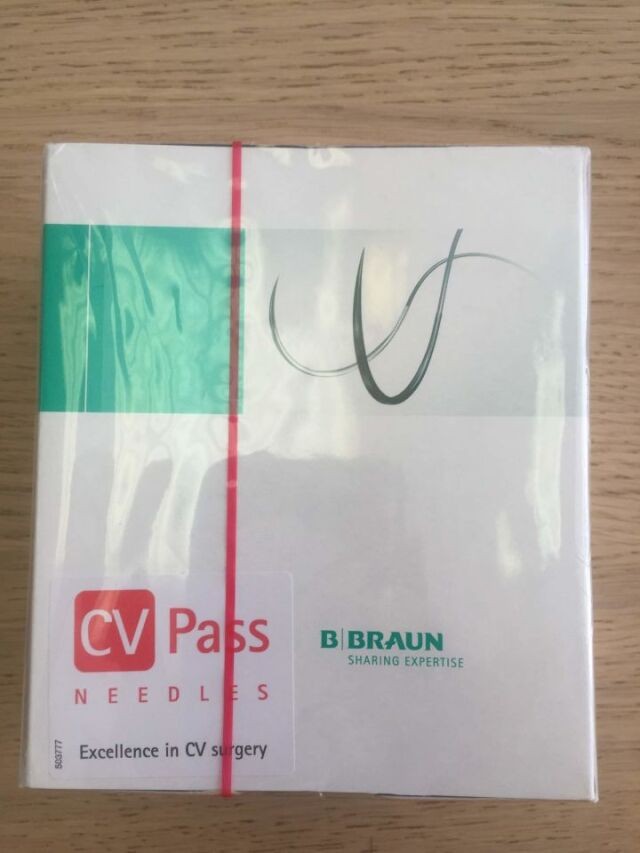 CV Pass
NEEDLES
Excellence in CV surgery
503777
B|BRAUN
SHARING EXPERTISE